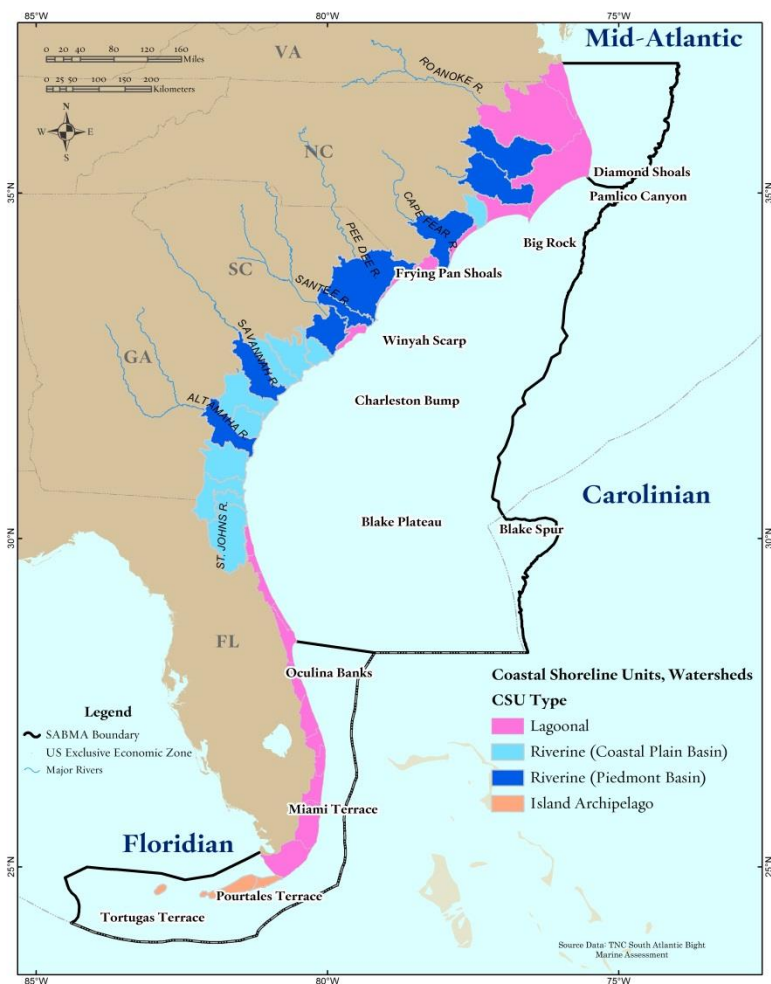 85°W
80°W
75°W
Mid-Atlantic
VA
0 20 40 80 120 160
Miles
0 25 50 100 150 200
Kilometers
N
W E
S
ROANOKE R.
NC
Diamond Shoals
Pamlico Canyon
35°N
35°N
CAPE FEAR R.
PEE DEE R.
Big Rock
SC
SANTEE R.
Frying Pan Shoals
SAVANNAH R.
Winyah Scarp
GA
ALTAMAHA R.
Charleston Bump
Carolinian
Blake Plateau
Blake Spur
30°N
30°N
ST. JOHNS R.
FL
Oculina Banks
Coastal Shoreline Units, Watersheds
CSU Type
Lagoonal
Riverine (Coastal Plain Basin)
Riverine (Piedmont Basin)
Island Archipelago
Legend
SABMA Boundary
US Exclusive Economic Zone
Major Rivers
Miami Terrace
Floridian
25°N
25°N
Pourtales Terrace
Tortugas Terrace
Source Data: TNC South Atlantic Bight
Marine Assessment
85°W
80°W
75°W